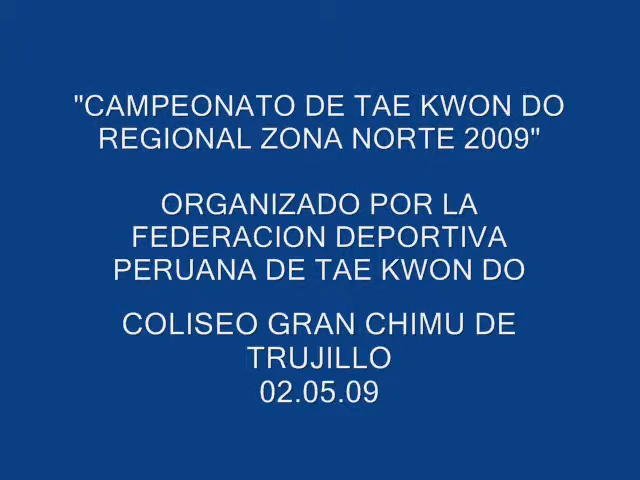 "CAMPEONATO DE TAE KWON DO
REGIONAL ZONA NORTE 2009"
ORGANIZADO POR LA
FEDERACION DEPORTIVA
PERUANA DE TAE KWON DO
COLISEO GRAN CHIMU DE
TRUJILLO
02.05.09